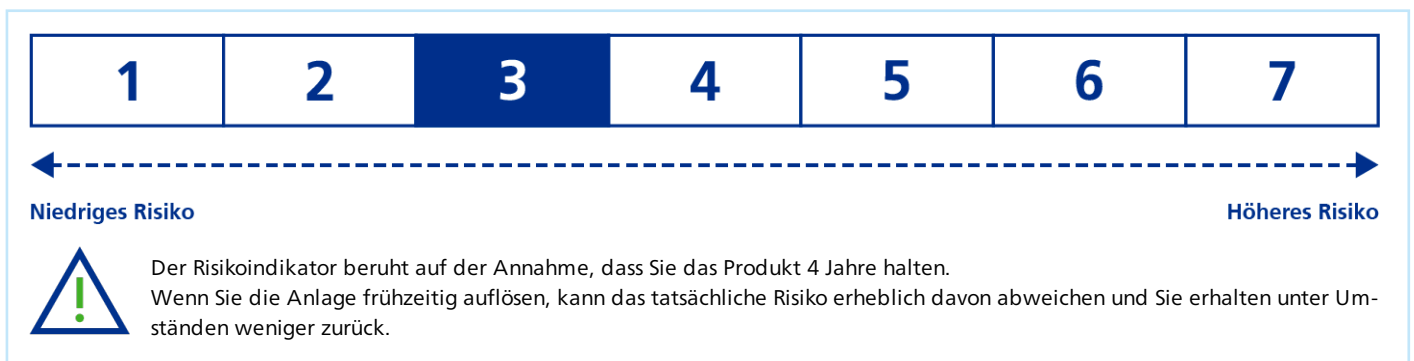 1 2 3 4 5 6 7
Niedriges Risiko Höheres Risiko
Der Risikoindikator beruht auf der Annahme, dass Sie das Produkt 4 Jahre halten.
Wenn Sie die Anlage frühzeitig auflösen, kann das tatsächliche Risiko erheblich davon abweichen und Sie erhalten unter Um-
ständen weniger zurück.